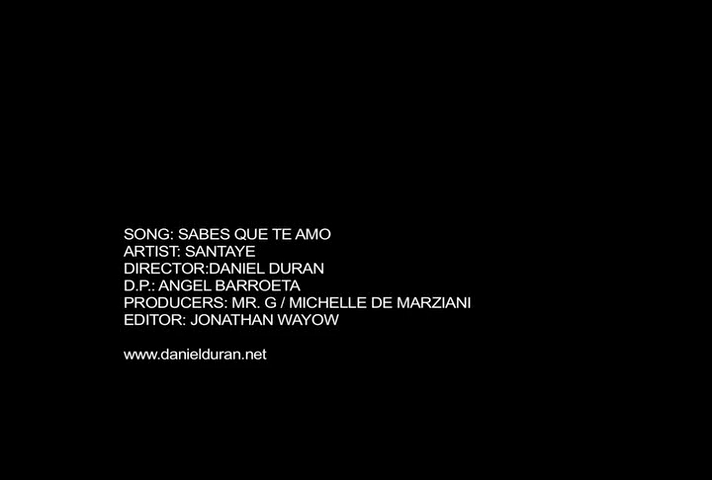 SONG: SABES QUE TE AMO
ARTIST: SANTAYE
DIRECTOR:DANIEL DURAN
D.P.: ANGEL BARROETA
PRODUCERS: MR. G / MICHELLE DE MARZIANI
EDITOR: JONATHAN WAYOW
www.danielduran.net